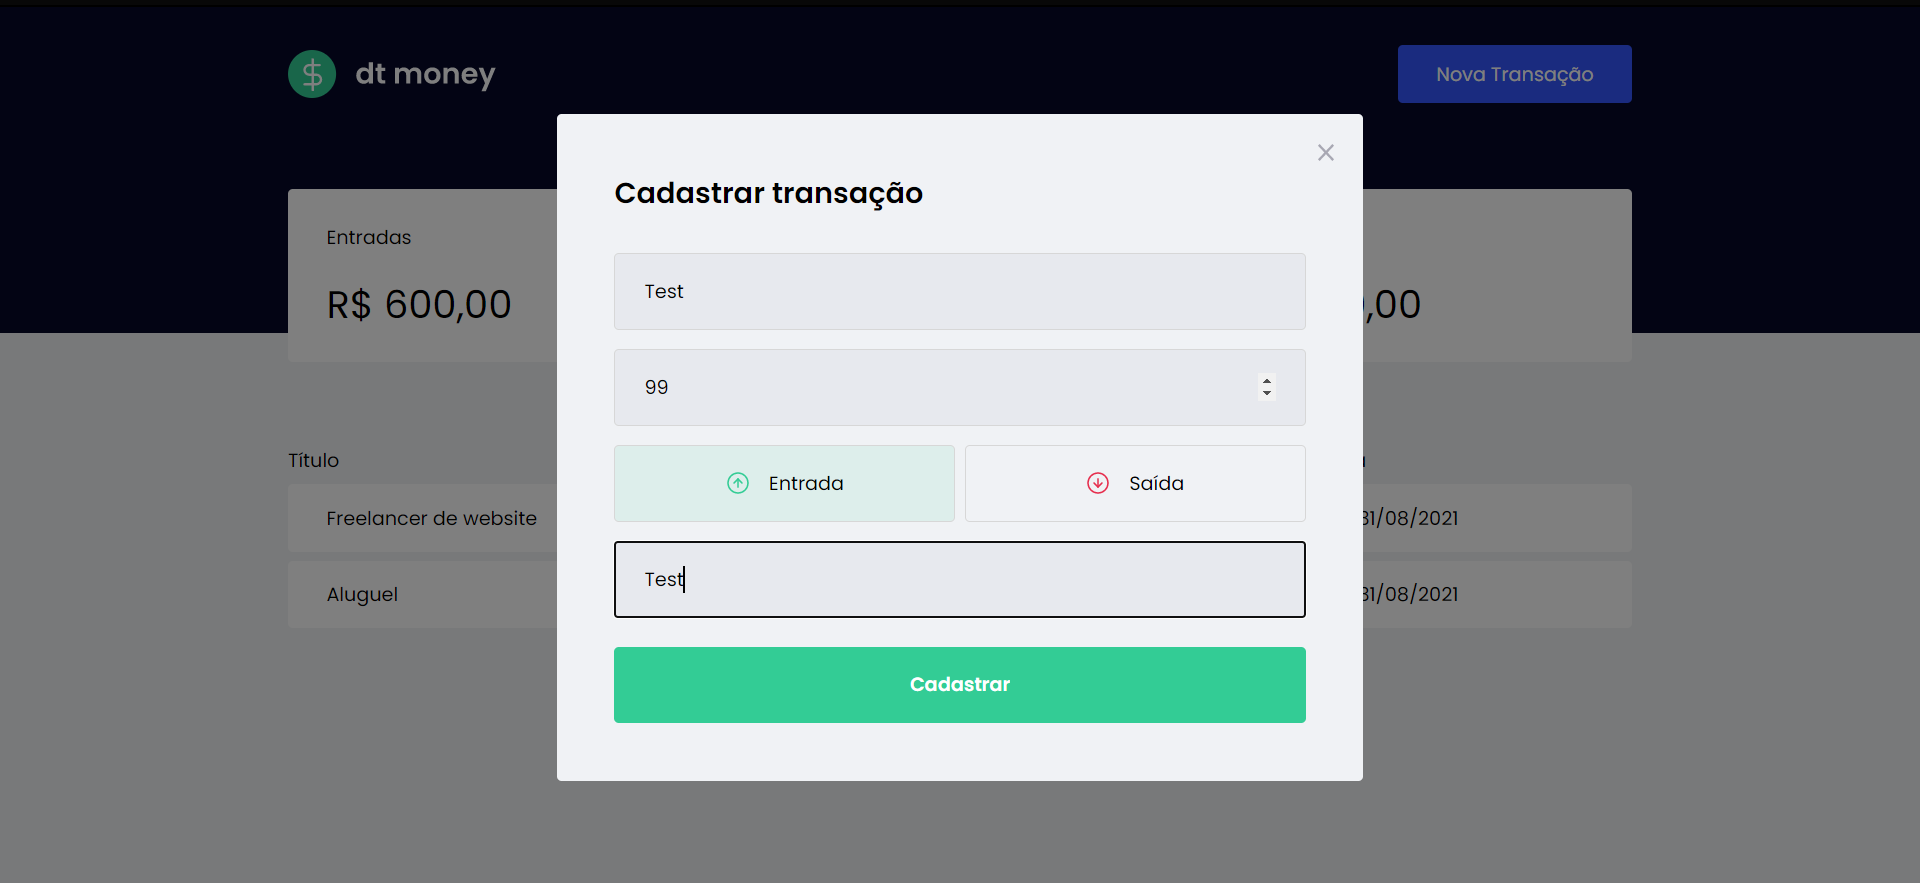 $ dt money
Nova Transação
Cadastrar transação
Entradas
R$ 600,00
,00
Test
99
Entrada
Saída
Test
Cadastrar
Título
Freelancer de website
31/08/2021
Aluguel
31/08/2021